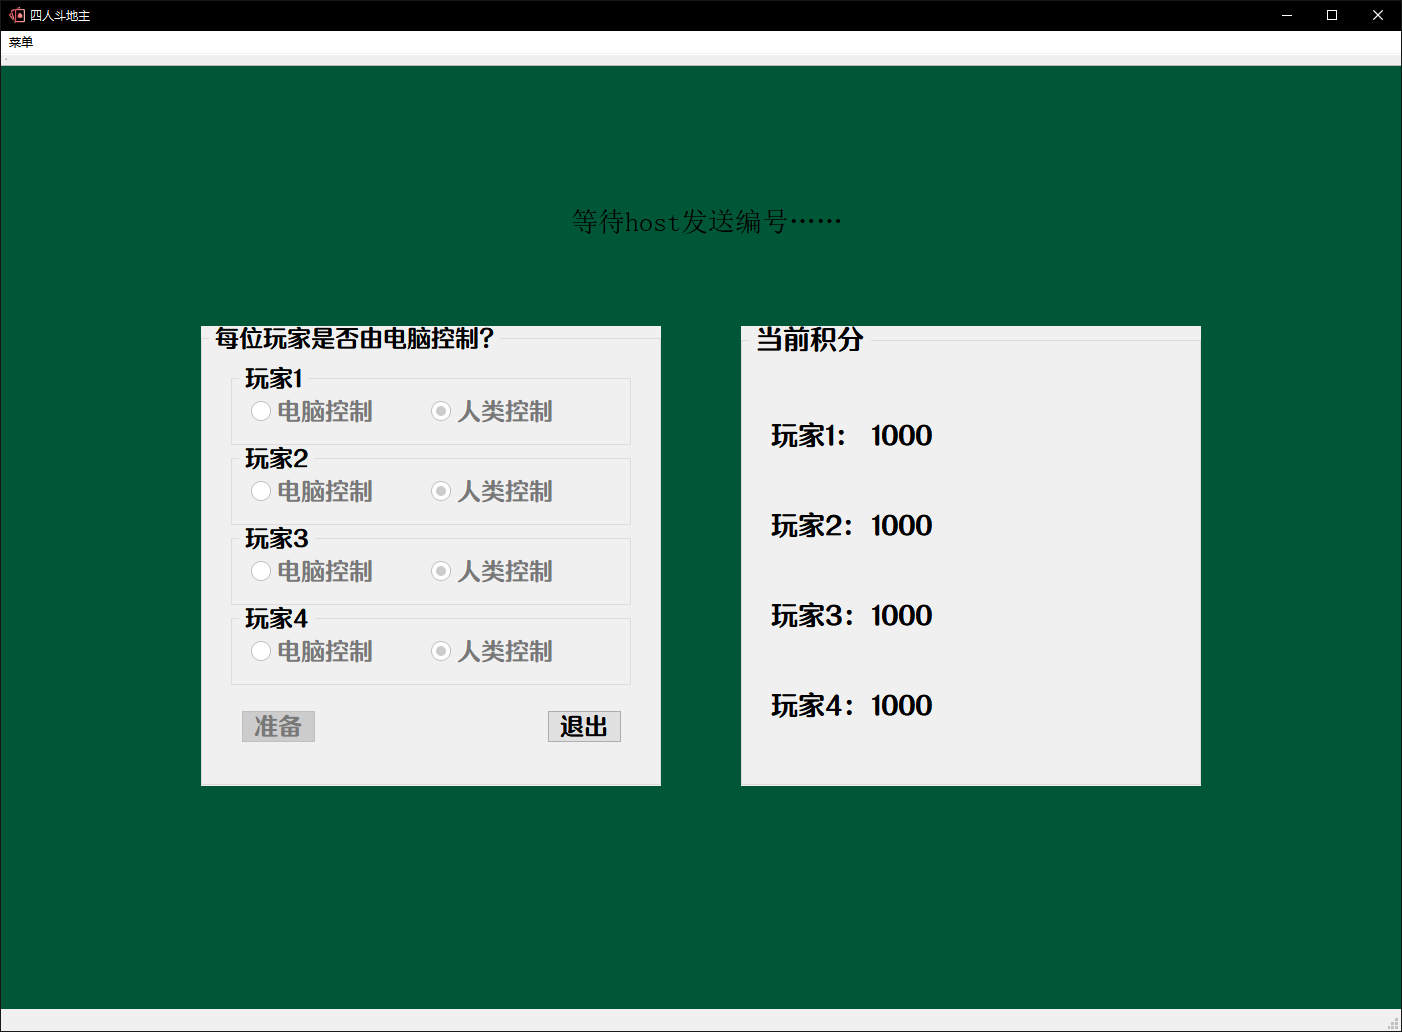 四人斗地主
菜单
等待host发送编号……
每位玩家是否由电脑控制？
玩家1
电脑控制 人类控制
玩家2
电脑控制 人类控制
玩家3
电脑控制 人类控制
玩家4
电脑控制 人类控制
准备 退出
当前积分
玩家1： 1000
玩家2：1000
玩家3：1000
玩家4：1000